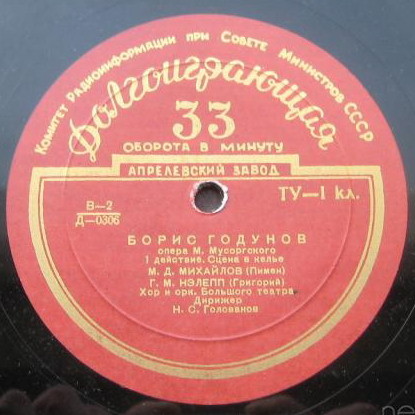 Комитет Радиоинформации при Совете Министров СССР
Долгоиграющая
33
ОБОРОТА В МИНУТУ
АПРЕЛЕВСКИЙ ЗАВОД
ТУ—1 кл.
В—2
Д—0306
БОРИС ГОДУНОВ
опера М. Мусоргского
1 действие. Сцена в келье
М. Д. МИХАЙЛОВ (Пимен)
Г. М. НЭЛЕПП (Григорий)
Хор и орк. Большого театра
Дирижер
Н. С. Голованов